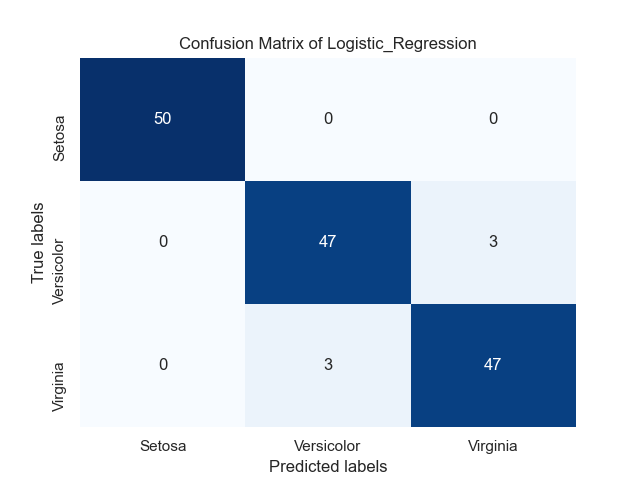 Confusion Matrix of Logistic_Regression
True labels
Setosa
50 0 0
Versicolor
0 47 3
Virginia
0 3 47
Setosa Versicolor Virginia
Predicted labels